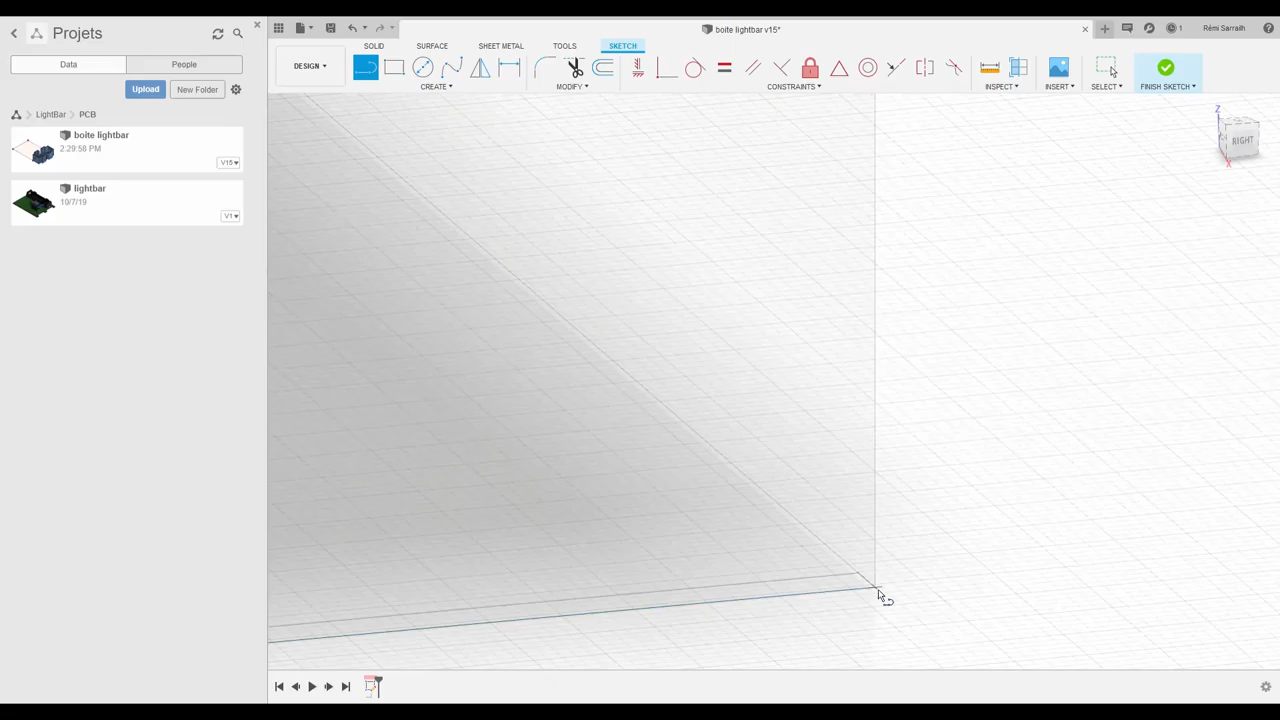 Projets
Data
People
Upload
New Folder
LightBar
PCB
boite lightbar
2:29:58 PM
V15▾
lightbar
10/7/19
V1▾
boite lightbar v15*
1
Rémi Sarrailh
SOLID
SURFACE
SHEET METAL
TOOLS
SKETCH
DESIGN ▾
CREATE ▾
MODIFY ▾
CONSTRAINTS ▾
INSPECT ▾
INSERT ▾
SELECT ▾
FINISH SKETCH ▾
Z
RIGHT
X